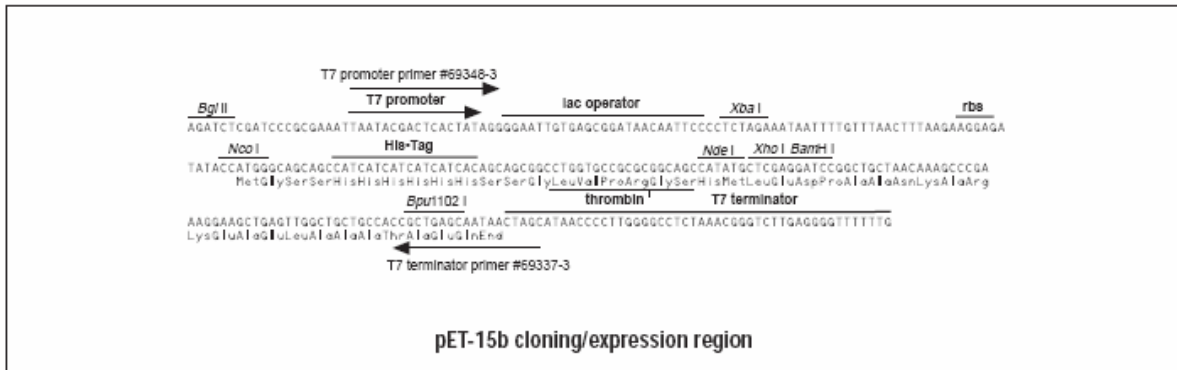 T7 promoter primer #69348-3
Bgl II T7 promoter lac operator Xba I rbs
AGATCTCGATCCCGCGAAATTAATACGACTCACTATAGGGGAATTGTGAGCGGATAACAATTCCCCTCTAGAAATAATTTTGTTTAACTTTAAGAAGGAGA
Nco I His•Tag Nde I Xho I BamH I
TATACCATGGGCAGCAGCCATCATCATCATCATCACAGCAGCGGCCTGGTGCCGCGCGGCAGCCATATGCTCGAGGATCCGGCTGCTAACAAAGCCCGA
MetGlySerSerHisHisHisHisHisHisSerSerGlyLeuValProArgGlySerHisMetLeuGluAspProAlaAlaAsnLysAlaArg
Bpu1102 I thrombin T7 terminator
AAGGAAGCTGAGTTGGCTGCTGCCACCGCTGAGCAATAACTAGCATAACCCCTTGGGGCCTCTAAACGGGTCTTGAGGGGTTTTTTG
LysGluAlaGluLeuAlaAlaAlaThrAlaGluGlnEnd
T7 terminator primer #69337-3
pET-15b cloning/expression region